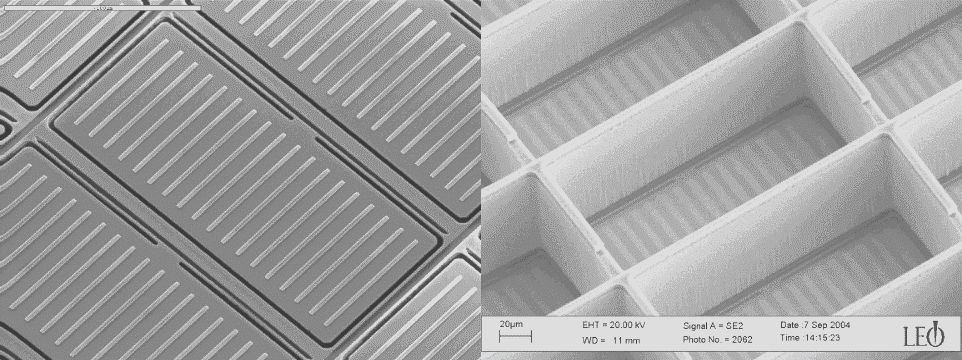 20µm
EHT = 20.00 kV
Signal A = SE2
Date :7 Sep 2004
WD = 11 mm
Photo No. = 2062
Time :14:15:23
LEO